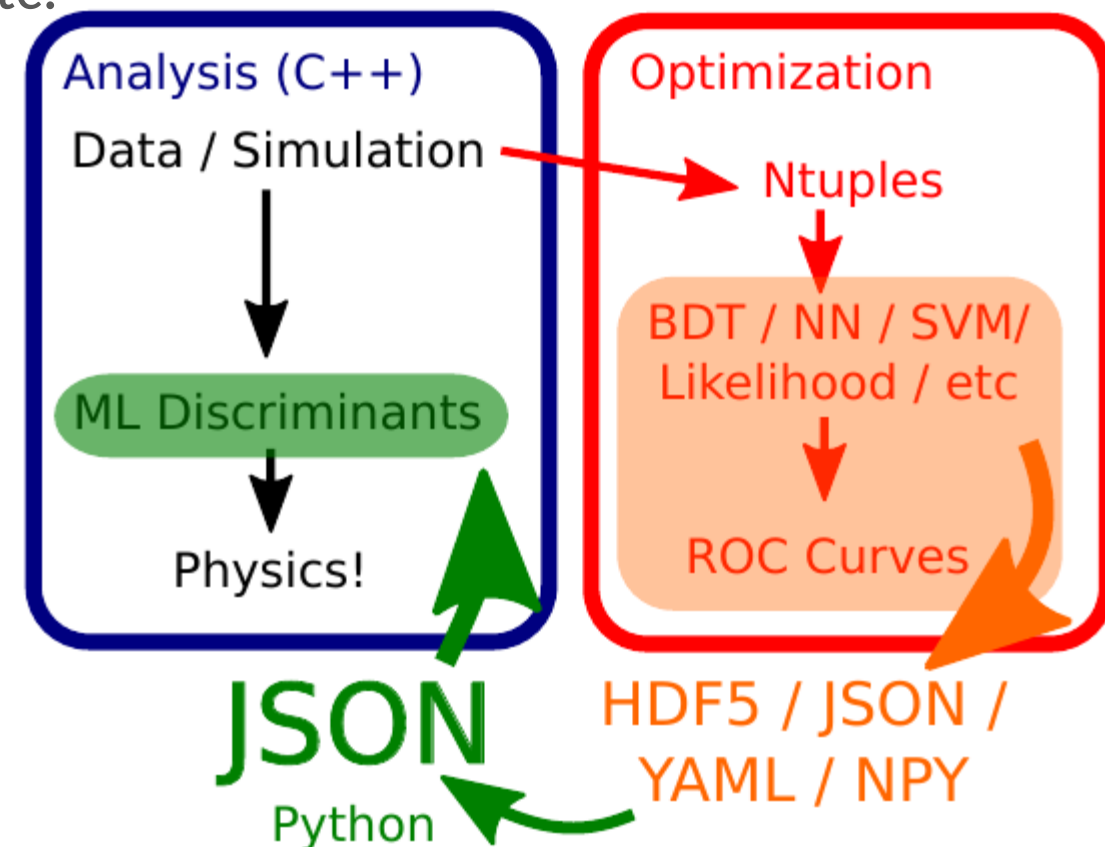 Analysis (C++)
Data / Simulation
ML Discriminants
Physics!
Optimization
Ntuples
BDT / NN / SVM/
Likelihood / etc
ROC Curves
HDF5 / JSON /
YAML / NPY
JSON
Python